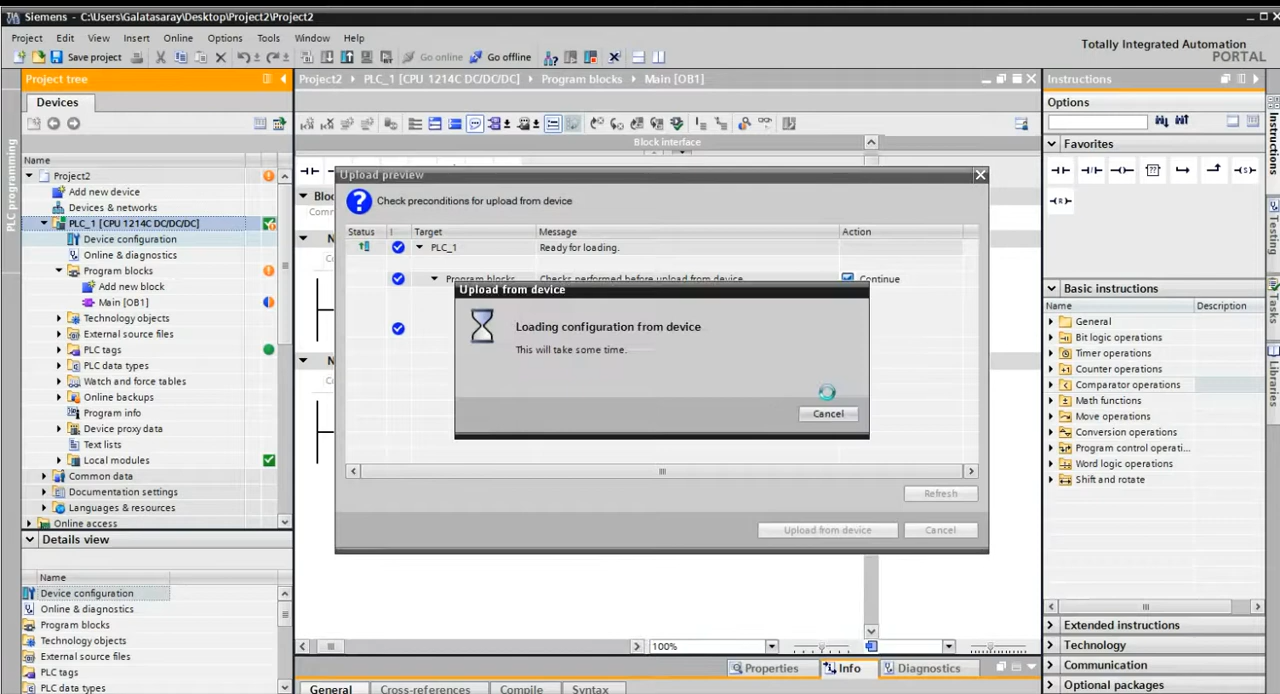 Siemens - C:\Users\Galatasaray\Desktop\Project2\Project2
Project Edit View Insert Online Options Tools Window Help
Totally Integrated Automation
PORTAL
Save project
Go online
Go offline
Project tree
Project2 PLC_1 [CPU 1214C DC/DC/DC] Program blocks Main [OB1]
Instructions
Devices
Options
Block interface
Name
Favorites
Project2
Add new device
Devices & networks
PLC_1 [CPU 1214C DC/DC/DC]
Device configuration
Online & diagnostics
Program blocks
Add new block
Main [OB1]
Technology objects
External source files
PLC tags
PLC data types
Watch and force tables
Online backups
Program info
Device proxy data
Text lists
Local modules
Common data
Documentation settings
Languages & resources
Online access
PLC programming
Upload preview
Check preconditions for upload from device
Status ! Target Message Action
PLC_1 Ready for loading.
Program blocks Checks performed before upload from device Continue
Upload from device
Loading configuration from device
This will take some time.
Cancel
Refresh
Upload from device
Cancel
Basic instructions
Name Description
General
Bit logic operations
Timer operations
Counter operations
Comparator operations
Math functions
Move operations
Conversion operations
Program control operati...
Word logic operations
Shift and rotate
Extended instructions
Technology
Communication
Optional packages
Instructions
Testing
Tasks
Libraries
Details view
Name
Device configuration
Online & diagnostics
Program blocks
Technology objects
External source files
PLC tags
PLC data types
100%
Properties Info Diagnostics
General Cross-references Compile Syntax